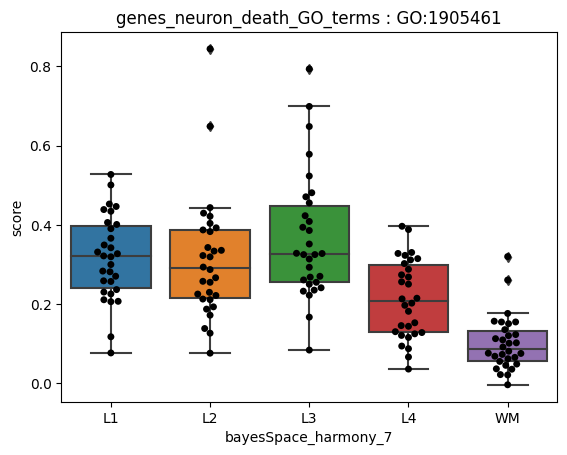 genes_neuron_death_GO_terms : GO:1905461
0.8
0.6
0.4
0.2
0.0
score
L1 L2 L3 L4 WM
bayesSpace_harmony_7